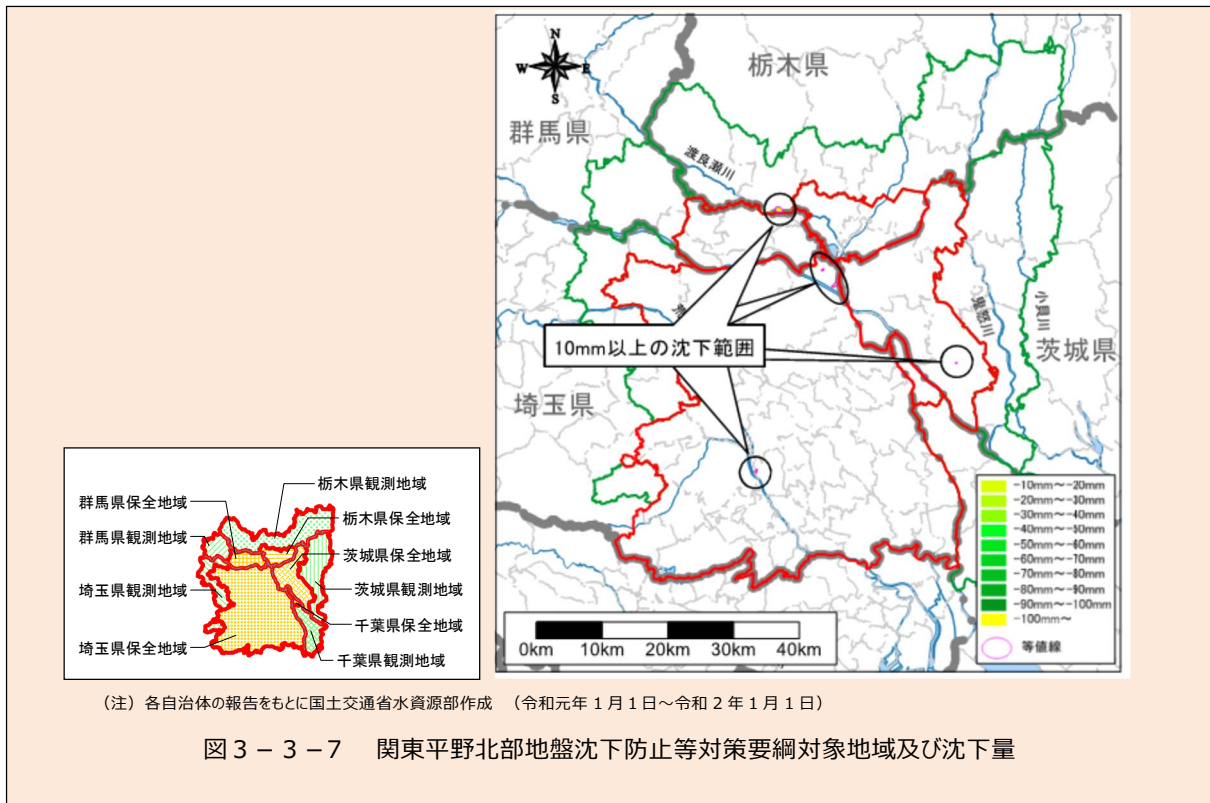 N
W E
S
栃木県
群馬県
渡良瀬川
鬼怒川
小貝川
茨城県
10mm以上の沈下範囲
埼玉県
栃木県観測地域
群馬県保全地域
栃木県保全地域
群馬県観測地域
茨城県保全地域
埼玉県観測地域
茨城県観測地域
千葉県保全地域
埼玉県保全地域
千葉県観測地域
-10mm～-20mm
-20mm～-30mm
-30mm～-40mm
-40mm～-50mm
-50mm～-60mm
-60mm～-70mm
-70mm～-80mm
-80mm～-90mm
-90mm～-100mm
-100mm～
等値線
0km 10km 20km 30km 40km
（注）各自治体の報告をもとに国土交通省水資源部作成 （令和元年１月１日～令和２年１月１日）
図３－３－７ 関東平野北部地盤沈下防止等対策要綱対象地域及び沈下量